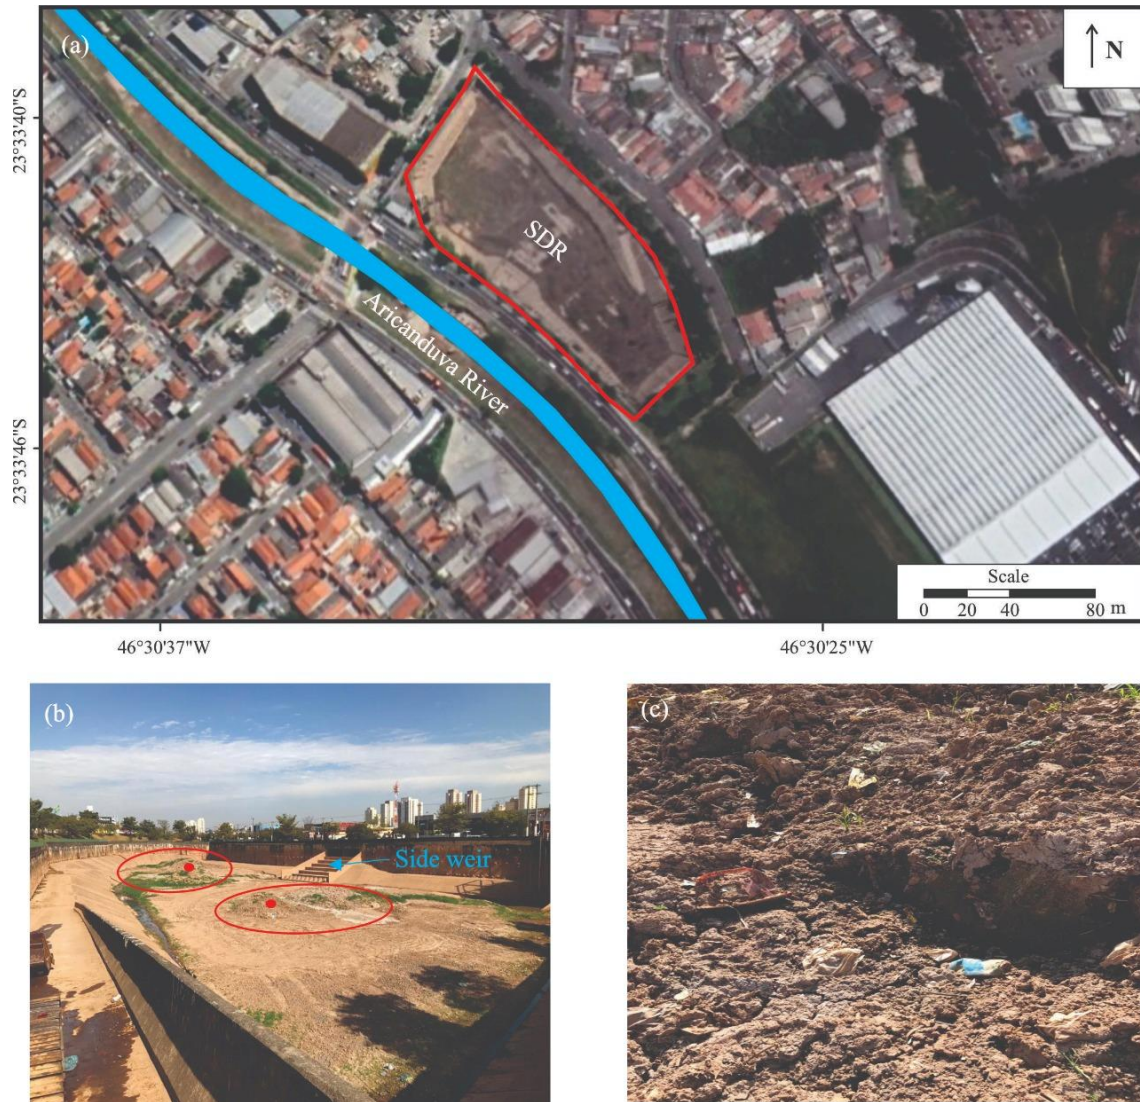 (a)
N
23°33'40"S
SDR
Aricanduva River
23°33'46"S
Scale
0 20 40 80 m
46°30'37"W 46°30'25"W
(b)
Side weir
(c)